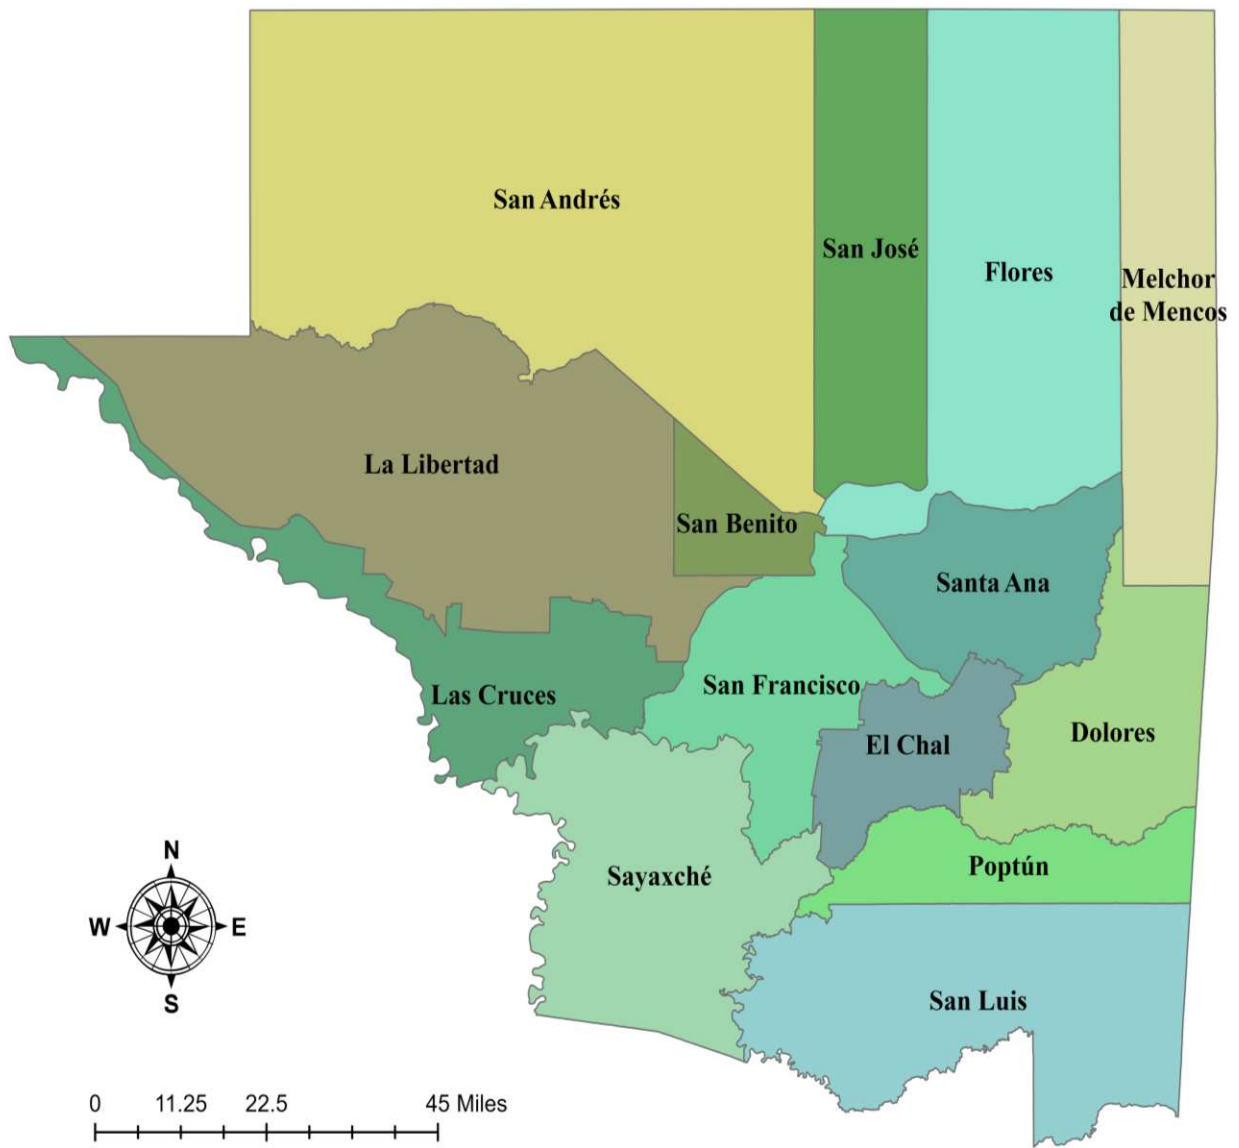 San Andrés
San José
Flores
Melchor
de Mencos
La Libertad
San Benito
Santa Ana
San Francisco
Las Cruces
El Chal
Dolores
Poptún
Sayaxché
San Luis
N
W E
S
0 11.25 22.5 45 Miles